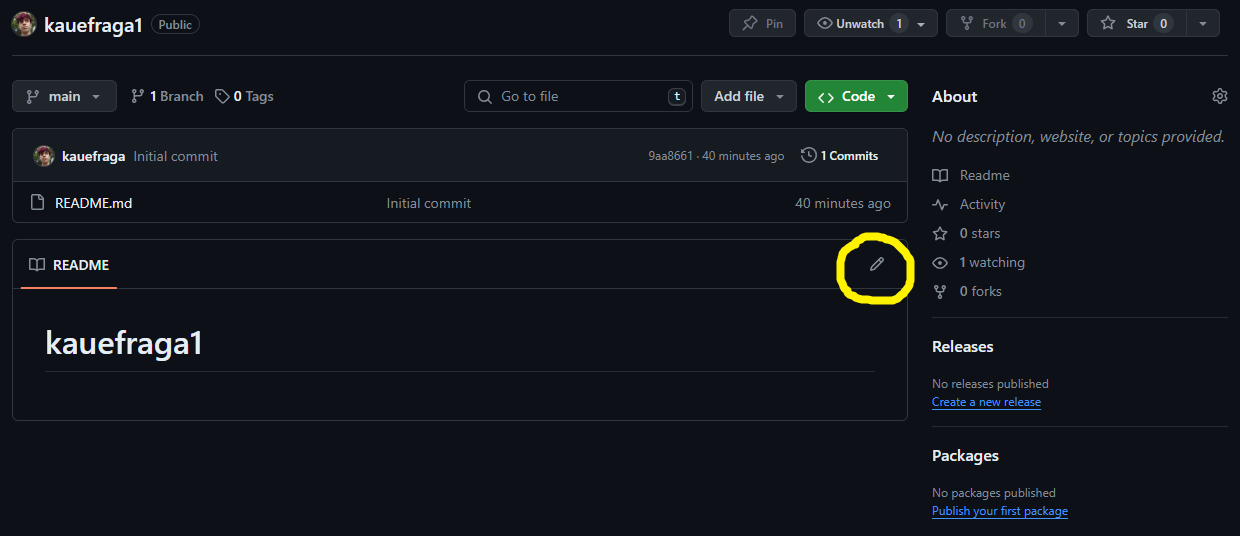 kauefraga1 Public Pin Unwatch 1 Fork 0 Star 0
main 1 Branch 0 Tags Go to file t Add file Code
kauefraga Initial commit 9aa8661 · 40 minutes ago 1 Commits
README.md Initial commit 40 minutes ago
README
kauefraga1
About
No description, website, or topics provided.
Readme
Activity
0 stars
1 watching
0 forks
Releases
No releases published
Create a new release
Packages
No packages published
Publish your first package